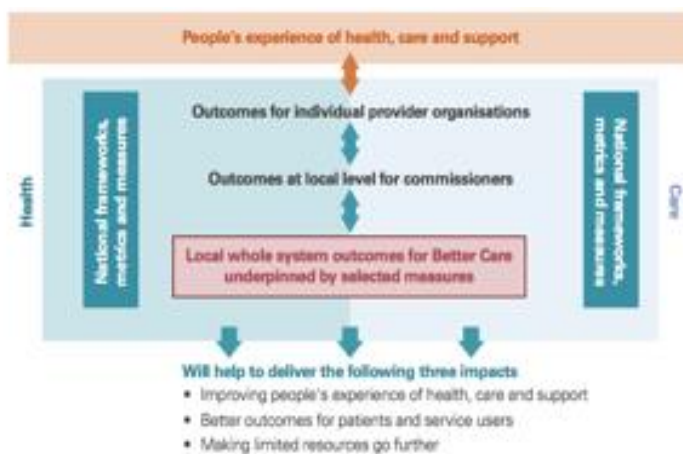 People's experience of health, care and support
Outcomes for individual provider organisations
Outcomes at local level for commissioners
Local whole system outcomes for Better Care
underpinned by selected measures
Health
National frameworks,
metrics and measures
National frameworks,
metrics and measures
Care
Will help to deliver the following three impacts
• Improving people's experience of health, care and support
• Better outcomes for patients and service users
• Making limited resources go further